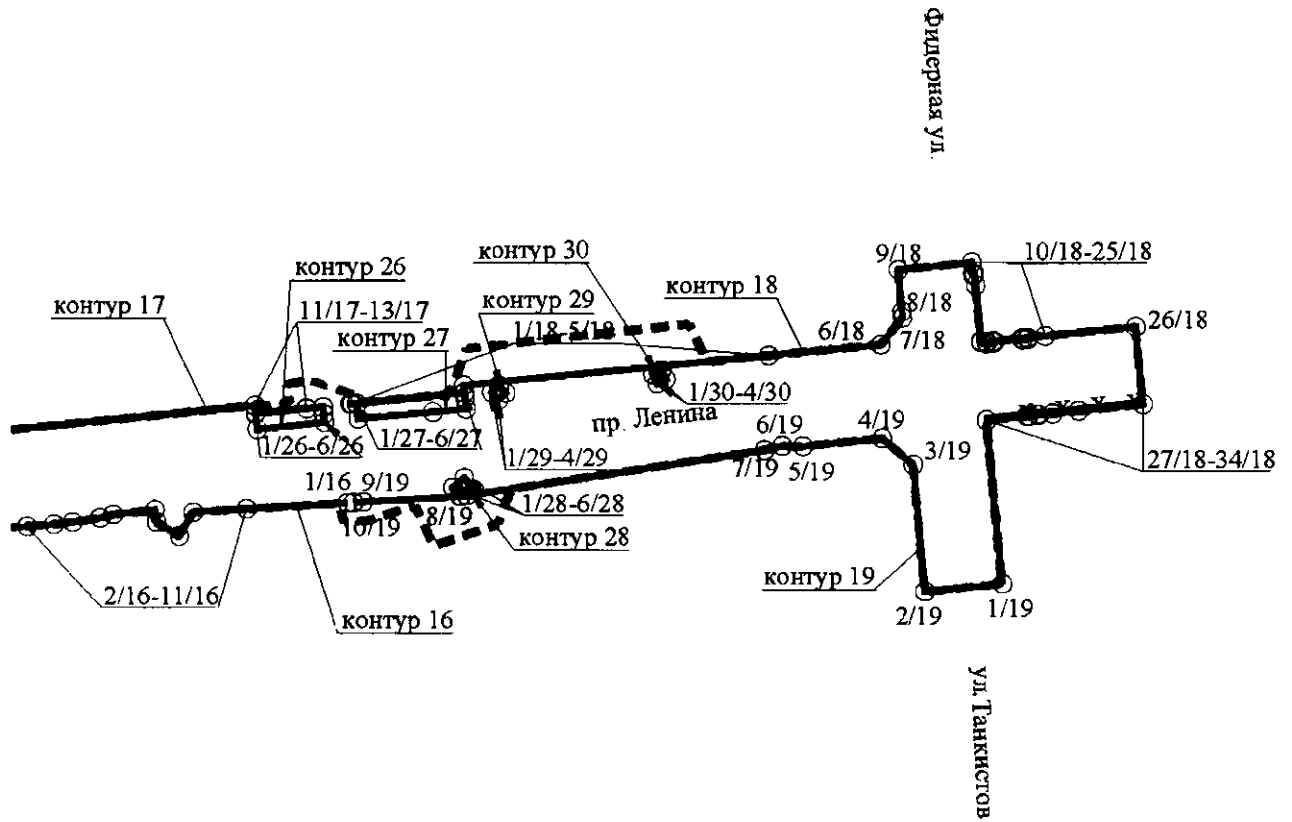 Фидерная ул.
контур 30
9/18
10/18-25/18
контур 26
контур 29
контур 18
контур 17
11/17-13/17
1/18-5/18
8/18
контур 27
6/18
7/18
26/18
1/30-4/30
пр. Ленина
1/26-6/26
1/27-6/27
6/19
4/19
1/29-4/29
7/19
5/19
3/19
27/18-34/18
1/16
9/19
1/28-6/28
10/19
8/19
контур 28
контур 19
2/16-11/16
контур 16
2/19
1/19
ул. Танкистов